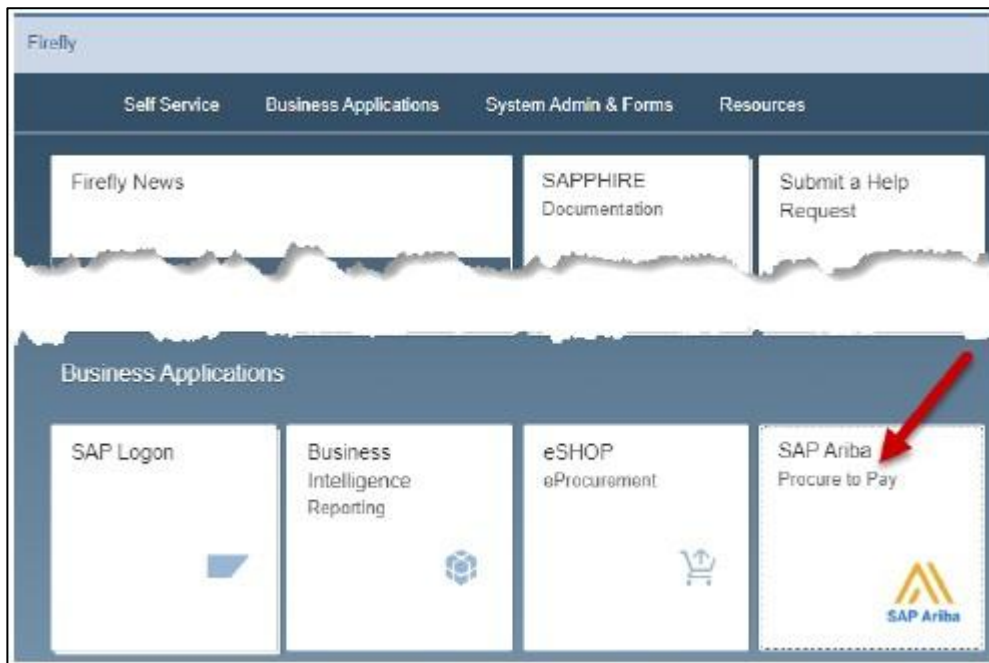 Firefly
Self Service Business Applications System Admin & Forms Resources
Firefly News
SAPPHIRE
Documentation
Submit a Help
Request
Business Applications
SAP Logon
Business
Intelligence
Reporting
eSHOP
eProcurement
SAP Ariba
Procure to Pay
SAP Ariba